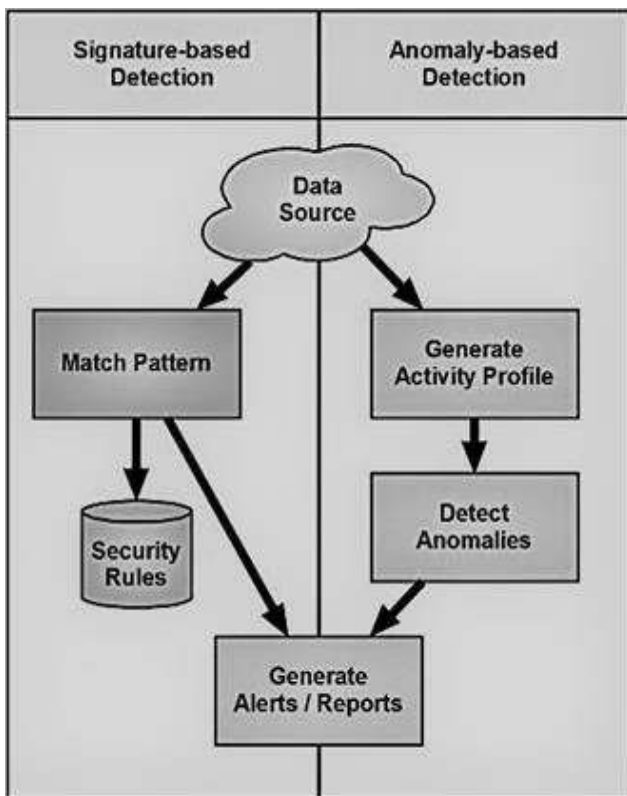 Signature-based
Detection
Anomaly-based
Detection
Data
Source
Match Pattern
Generate
Activity Profile
Security
Rules
Detect
Anomalies
Generate
Alerts / Reports